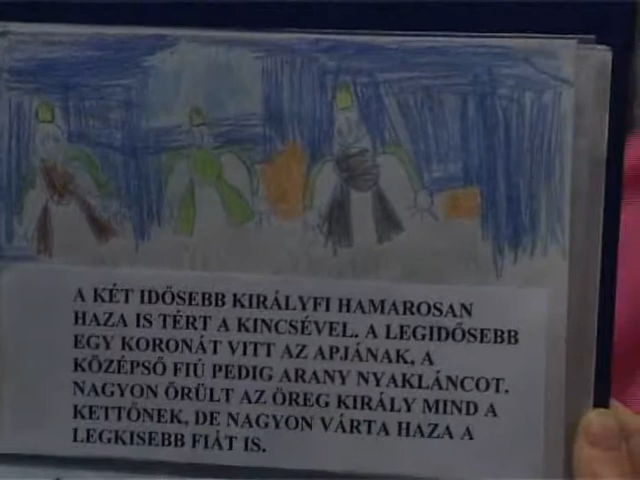 A KÉT IDŐSEBB KIRÁLYFI HAMAROSAN
HAZA IS TÉRT A KINCSÉVEL. A LEGIDŐSEBB
EGY KORONÁT VITT AZ APJÁNAK, A
KÖZÉPSŐ FIÚ PEDIG ARANY NYAKLÁNCOT.
NAGYON ÖRÜLT AZ ÖREG KIRÁLY MIND A
KETTŐNEK, DE NAGYON VÁRTA HAZA A
LEGKISEBB FIÁT IS.